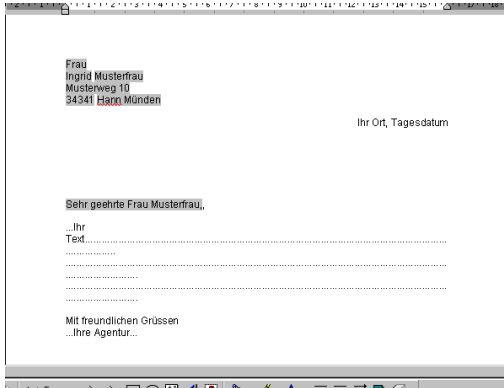 Frau
Ingrid Musterfrau
Musterweg 10
34341 Hann Münden
Ihr Ort, Tagesdatum
Sehr geehrte Frau Musterfrau,,
...Ihr
Text.......................................................................................................................
.................
.............................................................................................................................
.........................
.............................................................................................................................
.........................
Mit freundlichen Grüssen
...Ihre Agentur...